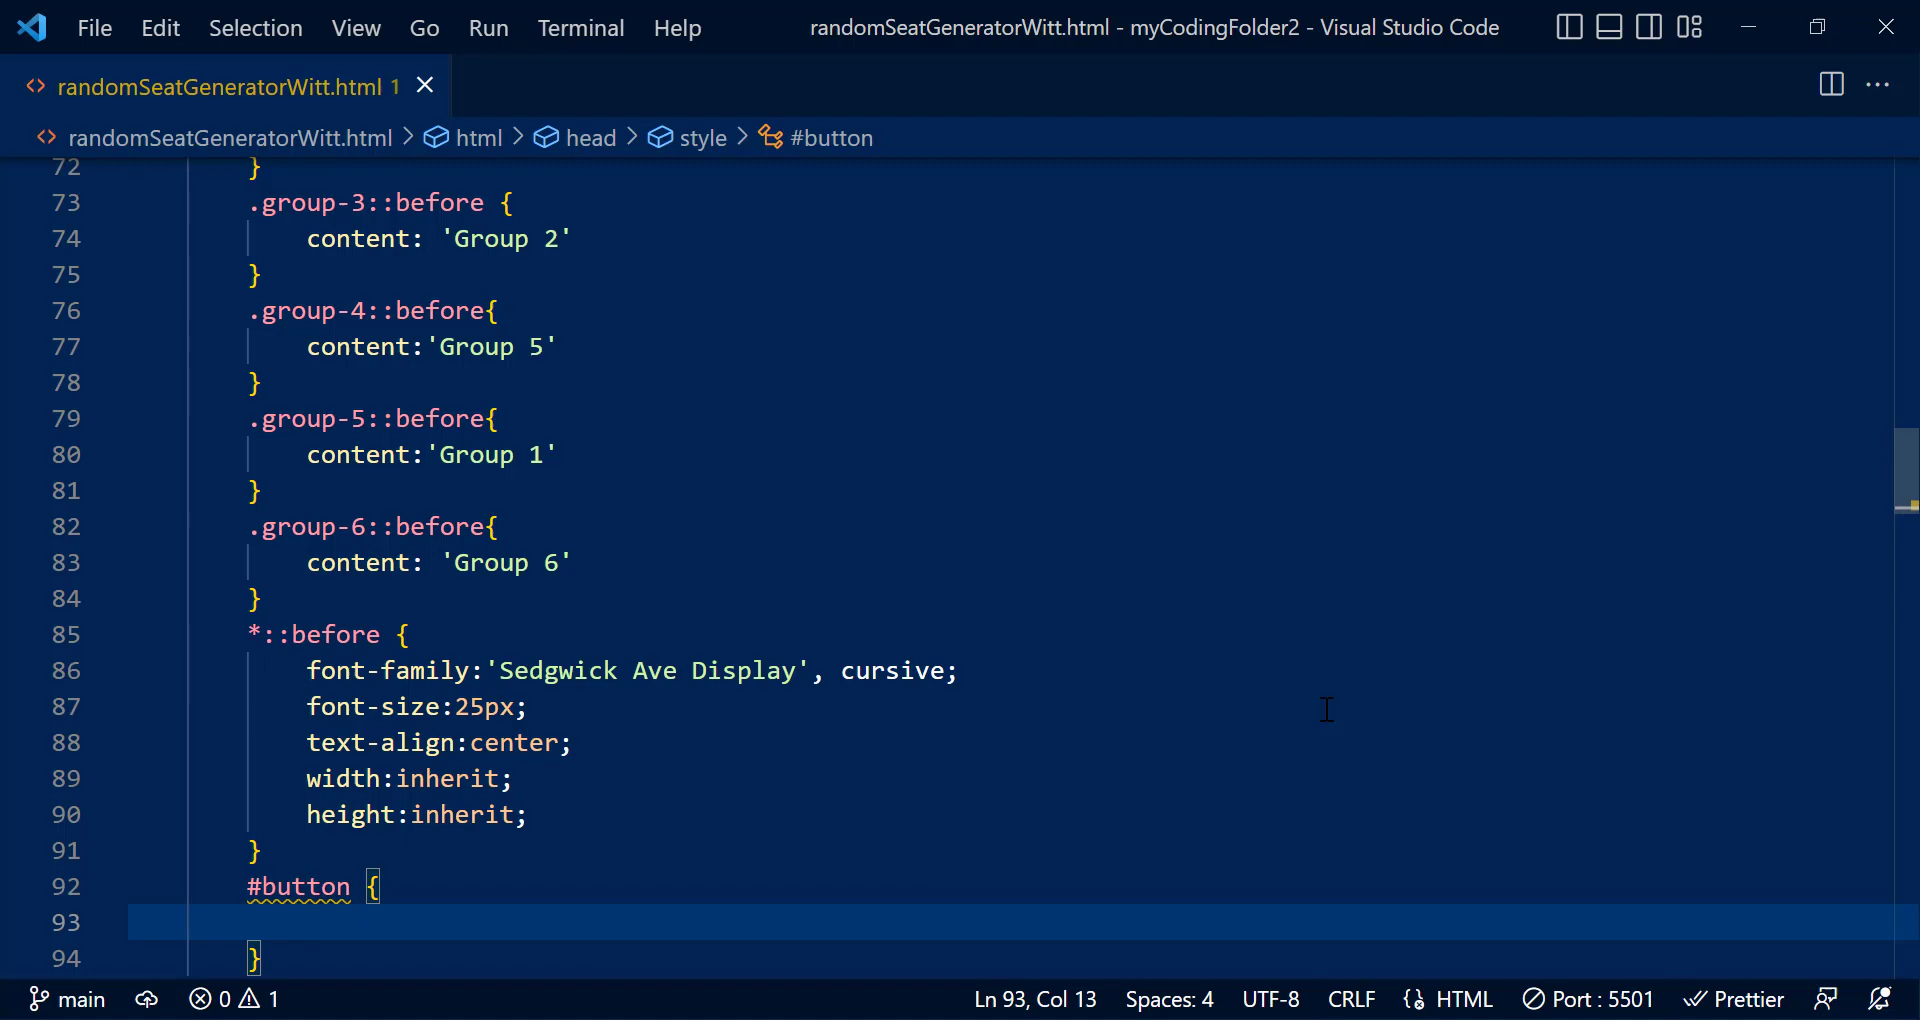 File Edit Selection View Go Run Terminal Help randomSeatGeneratorWitt.html - myCodingFolder2 - Visual Studio Code
<> randomSeatGeneratorWitt.html 1
<> randomSeatGeneratorWitt.html > html > head > style > #button
72 }
73 .group-3::before {
74 content: 'Group 2'
75 }
76 .group-4::before{
77 content:'Group 5'
78 }
79 .group-5::before{
80 content:'Group 1'
81 }
82 .group-6::before{
83 content: 'Group 6'
84 }
85 *::before {
86 font-family:'Sedgwick Ave Display', cursive;
87 font-size:25px;
88 text-align:center;
89 width:inherit;
90 height:inherit;
91 }
92 #button {
93
94 }
main 0 1 Ln 93, Col 13 Spaces: 4 UTF-8 CRLF HTML Port : 5501 Prettier